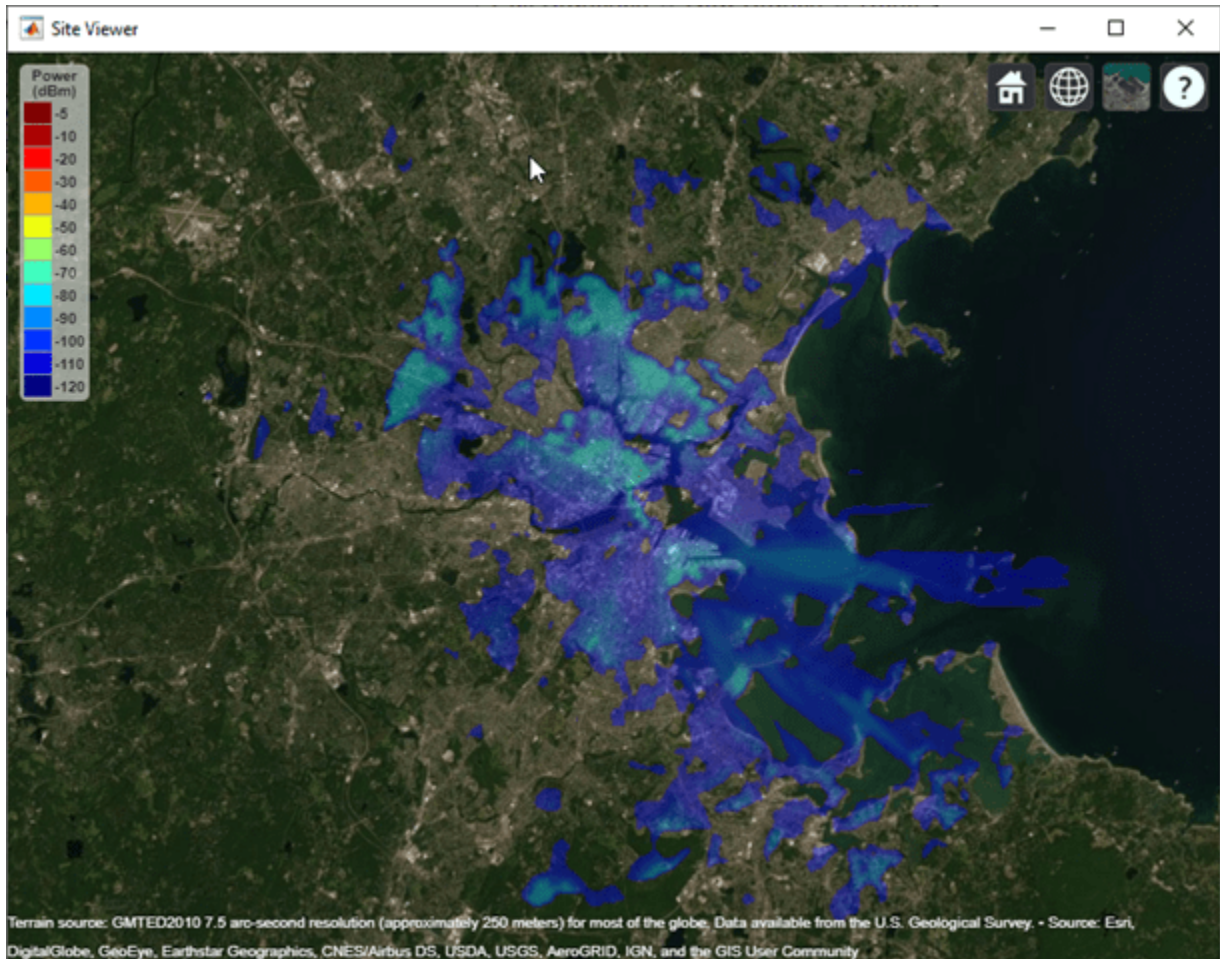 Site Viewer
Power
(dBm)
-5
-10
-20
-30
-40
-50
-60
-70
-80
-90
-100
-110
-120
?
Terrain source: GMTED2010 7.5 arc-second resolution (approximately 250 meters) for most of the globe. Data available from the U.S. Geological Survey. - Source: Esri,
DigitalGlobe, GeoEye, Earthstar Geographics, CNES/Airbus DS, USDA, USGS, AeroGRID, IGN, and the GIS User Community